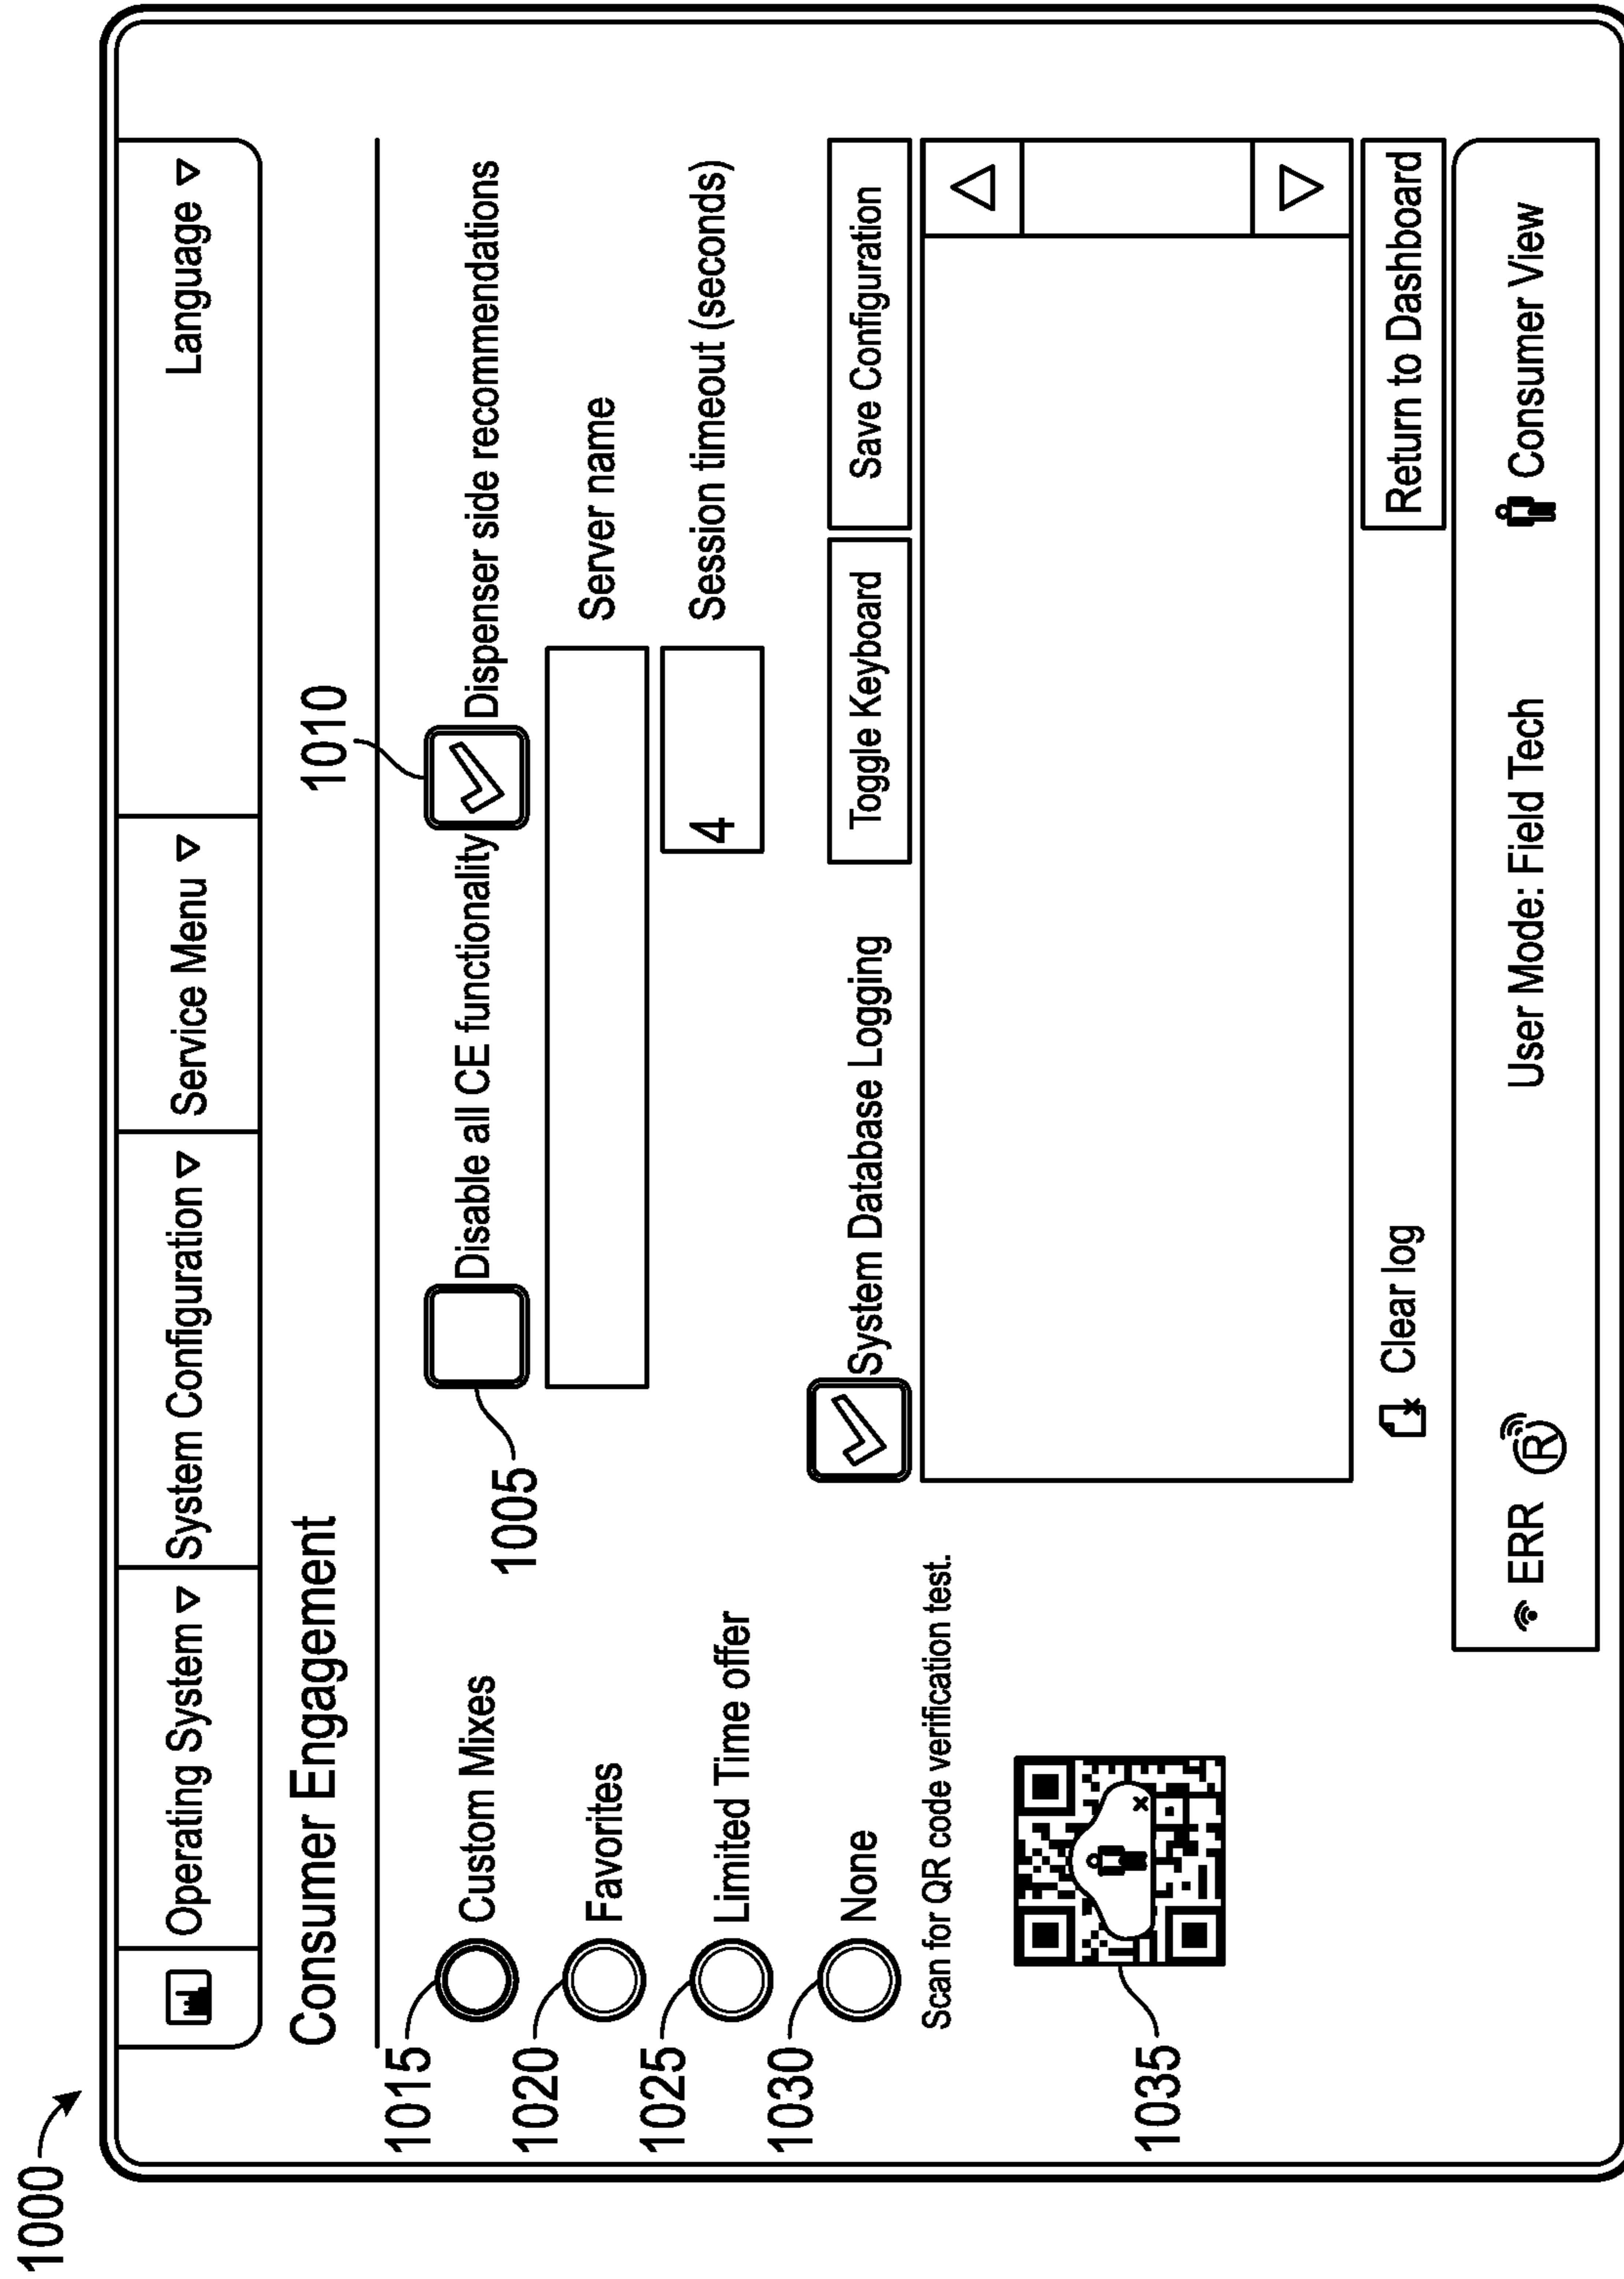 1000
Operating System System Configuration Service Menu Language
Consumer Engagement
1010
1015 Custom Mixes
1005 Disable all CE functionality Dispenser side recommendations
1020 Favorites
Server name
1025 Limited Time offer
4 Session timeout (seconds)
1030 None
System Database Logging Toggle Keyboard Save Configuration
Scan for QR code verification test.
1035
Clear log Return to Dashboard
ERR R User Mode: Field Tech Consumer View